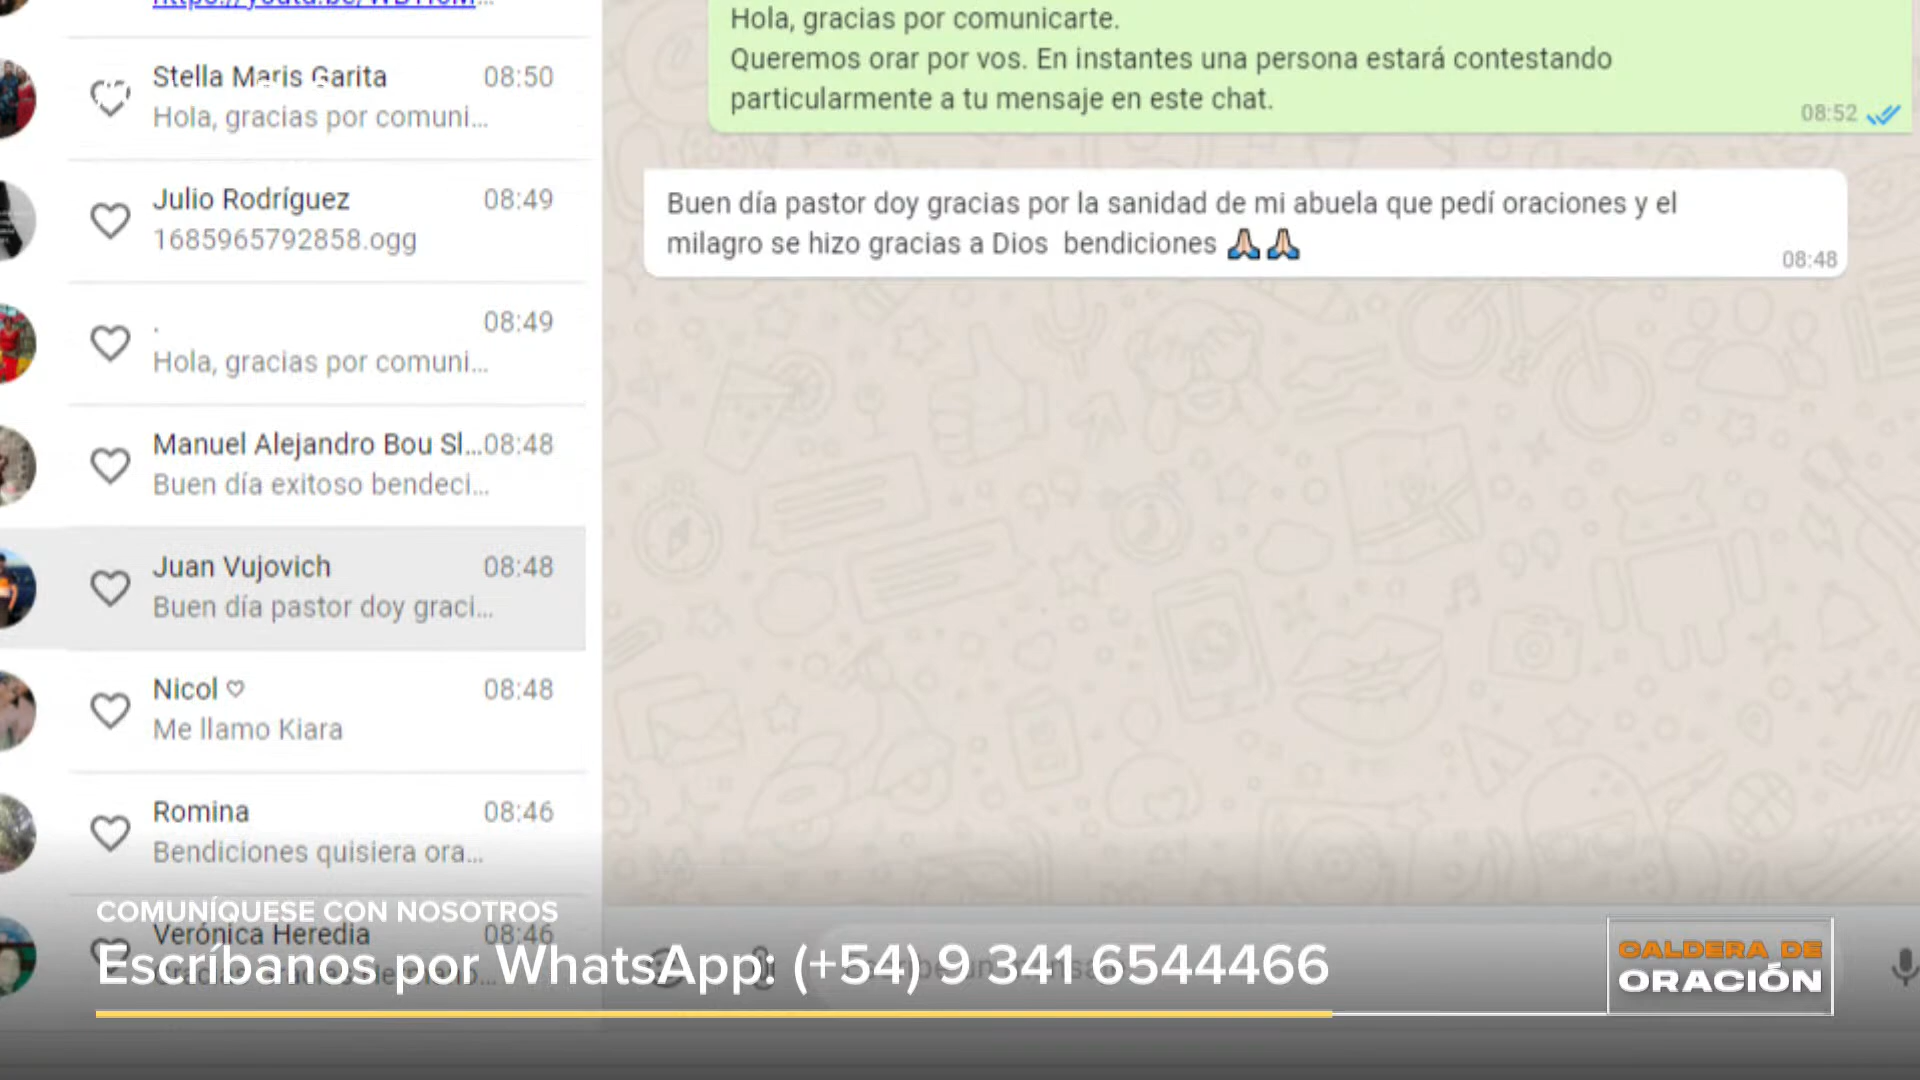 Stella Maris Garita 08:50
Hola, gracias por comuni...
Julio Rodríguez 08:49
1685965792858.ogg
. 08:49
Hola, gracias por comuni...
Manuel Alejandro Bou Sl... 08:48
Buen día exitoso bendeci...
Juan Vujovich 08:48
Buen día pastor doy graci...
Nicol ♡ 08:48
Me llamo Kiara
Romina 08:46
Bendiciones quisiera ora...
Verónica Heredia 08:46
Hola, gracias por comunicarte.
Queremos orar por vos. En instantes una persona estará contestando
particularmente a tu mensaje en este chat.
08:52
Buen día pastor doy gracias por la sanidad de mi abuela que pedí oraciones y el
milagro se hizo gracias a Dios  bendiciones 🙏🏻🙏🏻
08:48
COMUNÍQUESE CON NOSOTROS
Escríbanos por WhatsApp: (+54) 9 341 6544466
CALDERA DE
ORACIÓN